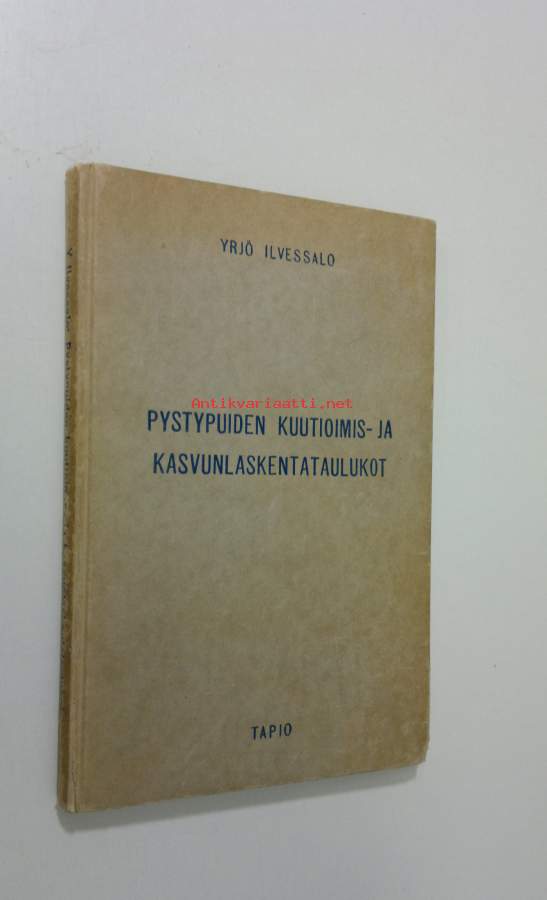 YRJÖ ILVESSALO
Antikvariaatti.net
PYSTYPUIDEN KUUTIOIMIS- JA
KASVUNLASKENTATAULUKOT
TAPIO